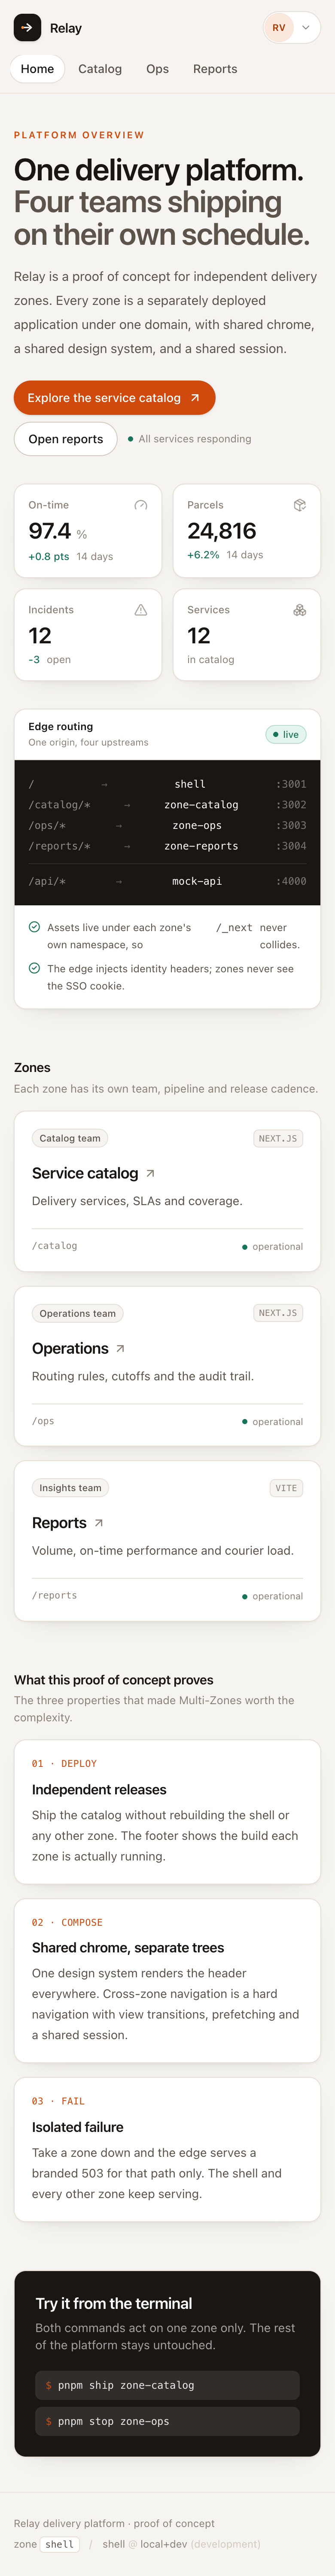 Relay
RV
Home Catalog Ops Reports
PLATFORM OVERVIEW
One delivery platform.
Four teams shipping
on their own schedule.
Relay is a proof of concept for independent delivery
zones. Every zone is a separately deployed
application under one domain, with shared chrome,
a shared design system, and a shared session.
Explore the service catalog
Open reports
All services responding
On-time
97.4 %
+0.8 pts 14 days
Parcels
24,816
+6.2% 14 days
Incidents
12
-3 open
Services
12
in catalog
Edge routing
One origin, four upstreams
live
/ → shell :3001
/catalog/* → zone-catalog :3002
/ops/* → zone-ops :3003
/reports/* → zone-reports :3004
/api/* → mock-api :4000
Assets live under each zone's /_next never
own namespace, so collides.
The edge injects identity headers; zones never see
the SSO cookie.
Zones
Each zone has its own team, pipeline and release cadence.
Catalog team NEXT.JS
Service catalog
Delivery services, SLAs and coverage.
/catalog operational
Operations team NEXT.JS
Operations
Routing rules, cutoffs and the audit trail.
/ops operational
Insights team VITE
Reports
Volume, on-time performance and courier load.
/reports operational
What this proof of concept proves
The three properties that made Multi-Zones worth the
complexity.
01 · DEPLOY
Independent releases
Ship the catalog without rebuilding the shell or
any other zone. The footer shows the build each
zone is actually running.
02 · COMPOSE
Shared chrome, separate trees
One design system renders the header
everywhere. Cross-zone navigation is a hard
navigation with view transitions, prefetching and
a shared session.
03 · FAIL
Isolated failure
Take a zone down and the edge serves a
branded 503 for that path only. The shell and
every other zone keep serving.
Try it from the terminal
Both commands act on one zone only. The rest
of the platform stays untouched.
$ pnpm ship zone-catalog
$ pnpm stop zone-ops
Relay delivery platform · proof of concept
zone shell / shell @ local+dev (development)